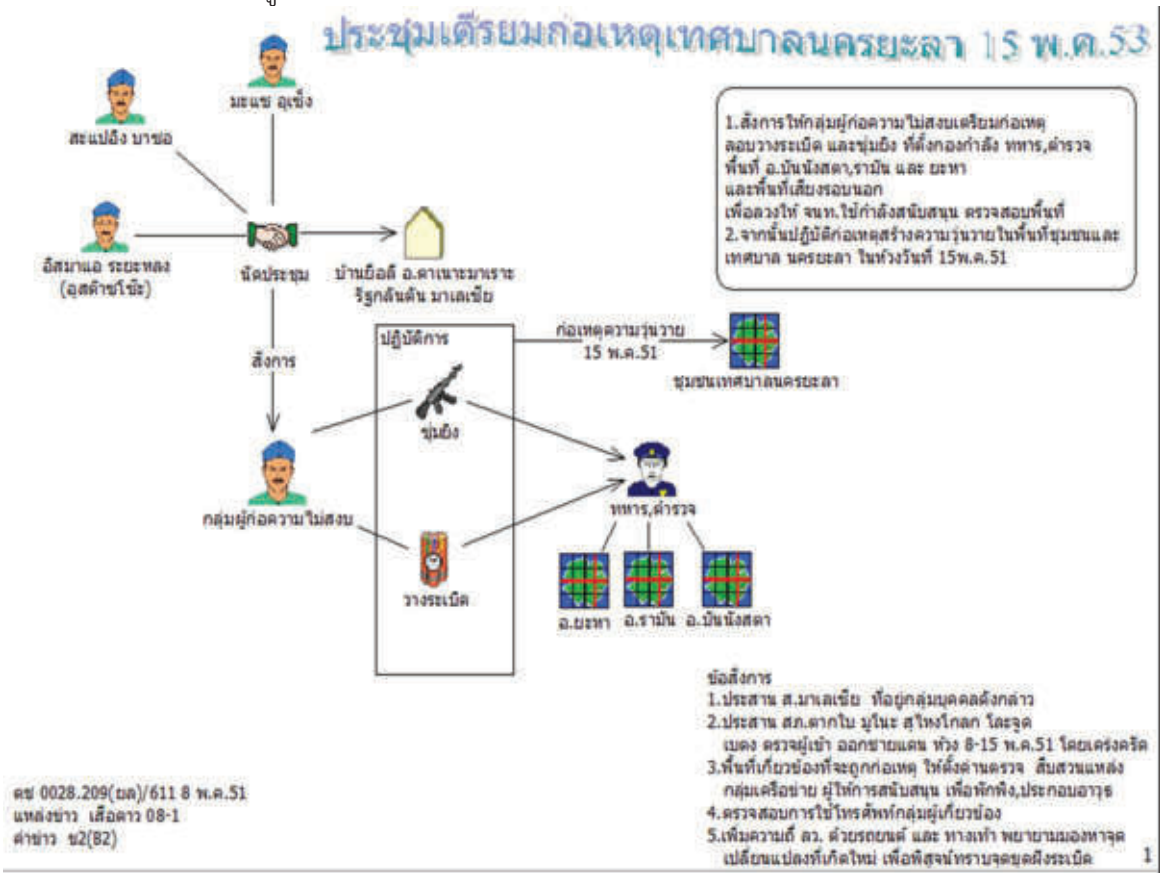 ประชุมเตรียมก่อเหตุเทศบาลนครยะลา 15 พ.ค.53
มะแซ อุเซ็ง
สะแปอิง บาซอ
1.สั่งการให้กลุ่มผู้ก่อความไม่สงบเตรียมก่อเหตุ
ลอบวางระเบิด และซุ่มยิง ที่ตั้งกองกำลัง ทหาร,ตำรวจ
พื้นที่ อ.บันนังสตา,รามัน และ ยะหา
และพื้นที่เสี่ยงรอบนอก
เพื่อลวงให้ จนท.ใช้กำลังสนับสนุน ตรวจสอบพื้นที่
2.จากนั้นปฏิบัติก่อเหตุสร้างความวุ่นวายในพื้นที่ชุมชนและ
เทศบาล นครยะลา ในห้วงวันที่ 15พ.ค.51
อิสมาแอ ระยะหลง
(อุสต๊าซโซ๊ะ)
นัดประชุม
บ้านยือลี อ.ตาเนาะมาเราะ
รัฐกลันตัน มาเลเซีย
สั่งการ
ปฏิบัติการ
ก่อเหตุความวุ่นวาย
15 พ.ค.51
ชุมชนเทศบาลนครยะลา
ซุ่มยิง
กลุ่มผู้ก่อความไม่สงบ
ทหาร,ตำรวจ
วางระเบิด
อ.ยะหา
อ.รามัน
อ.บันนังสตา
ข้อสั่งการ
1.ประสาน ส.มาเลเซีย ที่อยู่กลุ่มบุคคลดังกล่าว
2.ประสาน สภ.ตากใบ มูโนะ สุไหงโกลก โละจูด
เบตง ตรวจผู้เข้า ออกชายแดน ห้วง 8-15 พ.ค.51 โดยเคร่งครัด
3.พื้นที่เกี่ยวข้องที่จะถูกก่อเหตุ ให้ตั้งด่านตรวจ สืบสวนแหล่ง
กลุ่มเครือข่าย ผู้ให้การสนับสนุน เพื่อพักพิง,ประกอบอาวุธ
4.ตรวจสอบการใช้โทรศัพท์กลุ่มผู้เกี่ยวข้อง
5.เพิ่มความถี่ ลว. ด้วยรถยนต์ และ ทางเท้า พยายามมองหาจุด
เปลี่ยนแปลงที่เกิดใหม่ เพื่อพิสูจน์ทราบจุดขุดฝังระเบิด
ตช 0028.209(ยล)/611 8 พ.ค.51
แหล่งข่าว เสือดาว 08-1
ค่าข่าว ข2(B2)
1